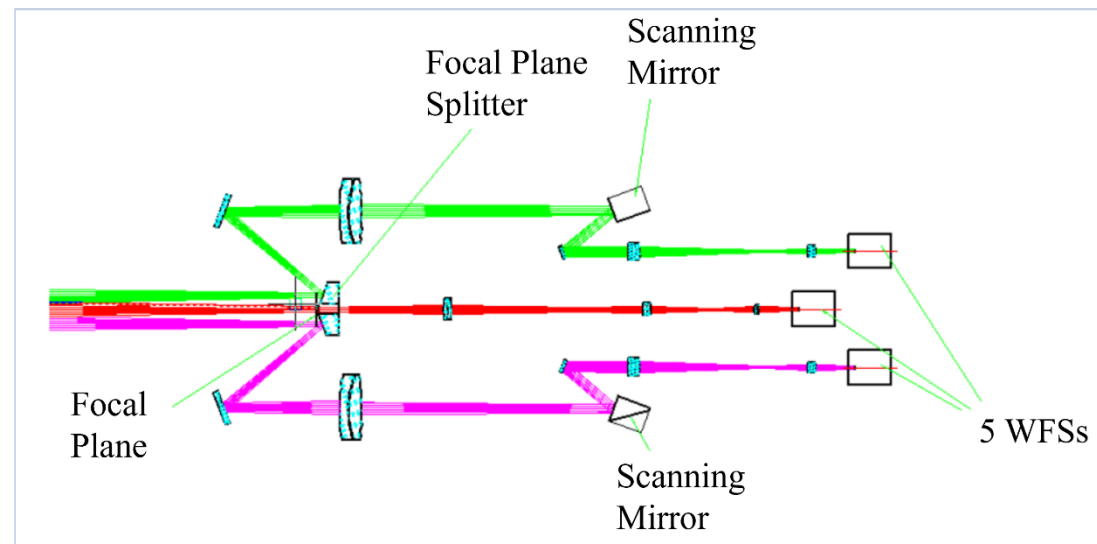 Scanning
Mirror
Focal Plane
Splitter
Focal
Plane
5 WFSs
Scanning
Mirror